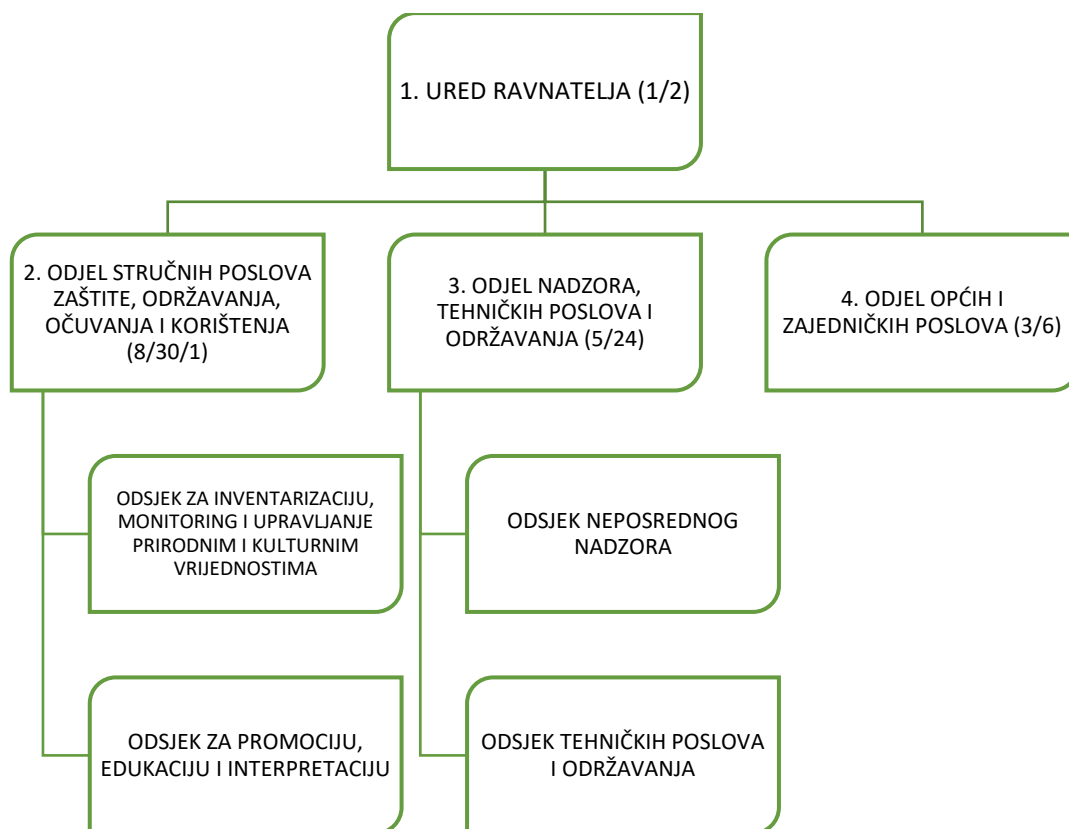 1. URED RAVNATELJA (1/2)
2. ODJEL STRUČNIH POSLOVA
ZAŠTITE, ODRŽAVANJA,
OČUVANJA I KORIŠTENJA
(8/30/1)
3. ODJEL NADZORA,
TEHNIČKIH POSLOVA I
ODRŽAVANJA (5/24)
4. ODJEL OPĆIH I
ZAJEDNIČKIH POSLOVA (3/6)
ODSJEK ZA INVENTARIZACIJU,
MONITORING I UPRAVLJANJE
PRIRODNIM I KULTURNIM
VRIJEDNOSTIMA
ODSJEK NEPOSREDNOG
NADZORA
ODSJEK ZA PROMOCIJU,
EDUKACIJU I INTERPRETACIJU
ODSJEK TEHNIČKIH POSLOVA
I ODRŽAVANJA